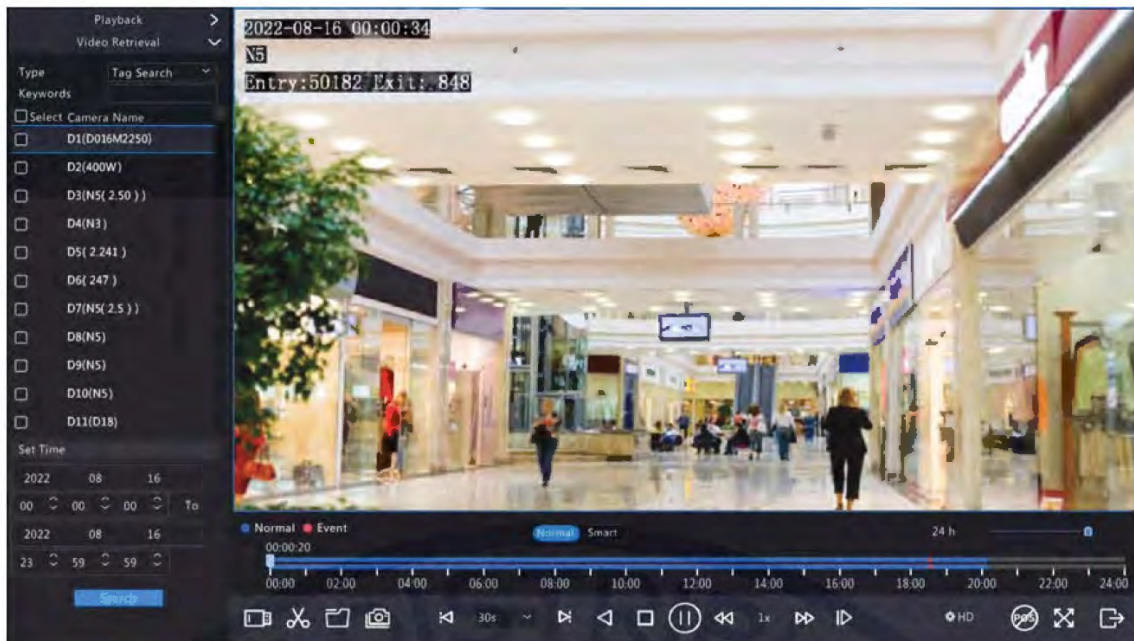 Playback
Video Retrieval
Type Tag Search
Keywords
Select Camera Name
D1(D016M2250)
D2(400W)
D3(N5( 2.50 ))
D4(N3 )
D5( 2.241 )
D6( 247 )
D7(N5( 2.5 ))
D8(N5)
D9(N5)
D10(N5)
D11(D18)
Set Time
2022 08 16
00 00 00 To
2022 08 16
23 59 59
Search
2022-08-16 00:00:34
N5
Entry:50182 Exit: 848
Normal Event Normal Smart 24 h
00:00:20
00:00 02:00 04:00 06:00 08:00 10:00 12:00 14:00 16:00 18:00 20:00 22:00 24:00
30s 1x HD POS